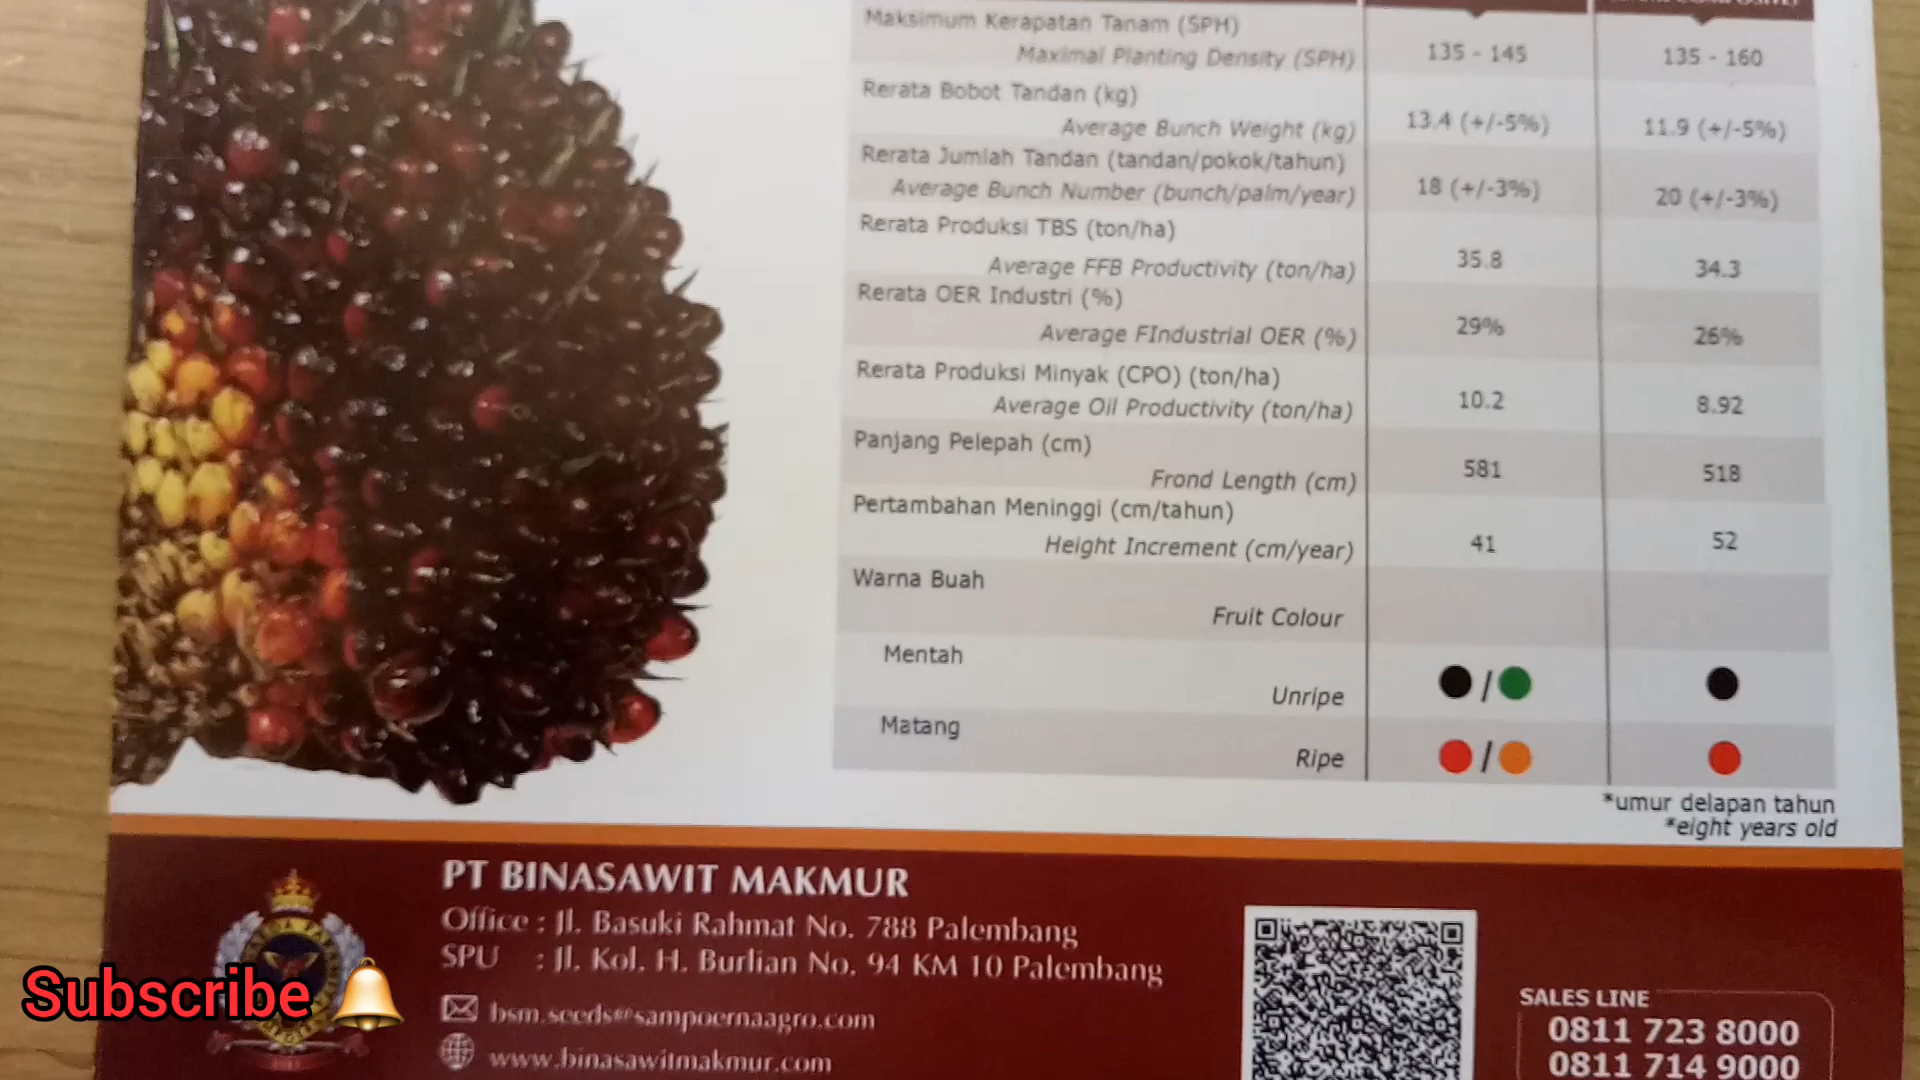 Maksimum Kerapatan Tanam (SPH)
Maximal Planting Density (SPH)
135 - 145
135 - 160
Rerata Bobot Tandan (kg)
Average Bunch Weight (kg)
13.4 (+/-5%)
11.9 (+/-5%)
Rerata Jumlah Tandan (tandan/pokok/tahun)
Average Bunch Number (bunch/palm/year)
18 (+/-3%)
20 (+/-3%)
Rerata Produksi TBS (ton/ha)
Average FFB Productivity (ton/ha)
35.8
34.3
Rerata OER Industri (%)
Average FIndustrial OER (%)
29%
26%
Rerata Produksi Minyak (CPO) (ton/ha)
Average Oil Productivity (ton/ha)
10.2
8.92
Panjang Pelepah (cm)
Frond Length (cm)
581
518
Pertambahan Meninggi (cm/tahun)
Height Increment (cm/year)
41
52
Warna Buah
Fruit Colour
Mentah
Unripe
/
Matang
Ripe
/
*umur delapan tahun
*eight years old
PT BINASAWIT MAKMUR
Office : Jl. Basuki Rahmat No. 788 Palembang
SPU : Jl. Kol. H. Burlian No. 94 KM 10 Palembang
bsm.seeds@sampoernaagro.com
www.binasawitmakmur.com
SALES LINE
0811 723 8000
0811 714 9000
Subscribe